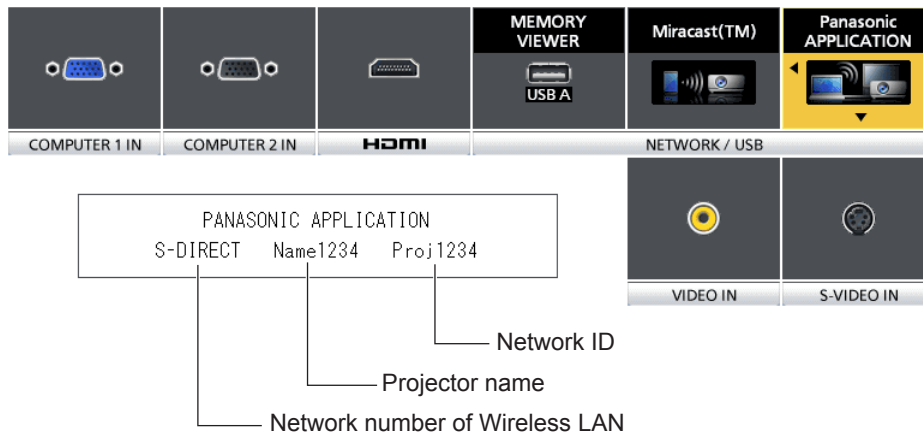 MEMORY
VIEWER
Miracast(TM)
Panasonic
APPLICATION
USB A
COMPUTER 1 IN
COMPUTER 2 IN
HDMI
NETWORK / USB
PANASONIC APPLICATION
S-DIRECT Name1234 Proj1234
VIDEO IN
S-VIDEO IN
Network ID
Projector name
Network number of Wireless LAN